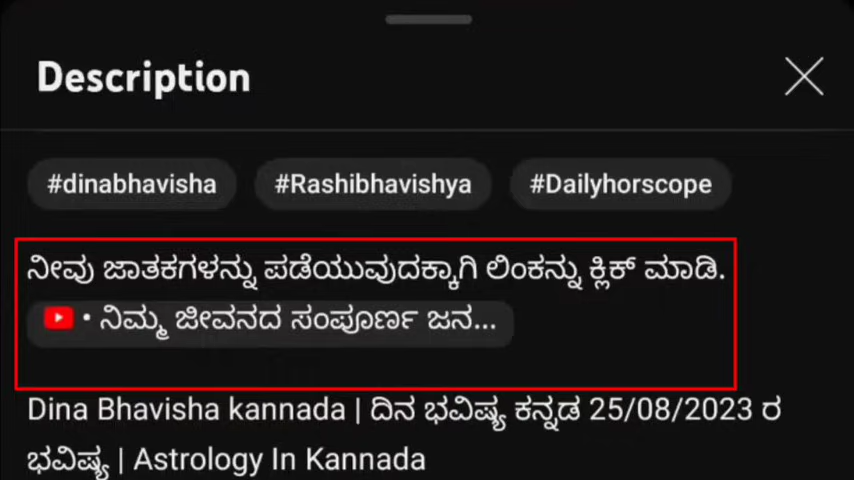 Description
#dinabhavisha #Rashibhavishya #Dailyhorscope
ನೀವು ಜಾತಕಗಳನ್ನು ಪಡೆಯುವುದಕ್ಕಾಗಿ ಲಿಂಕನ್ನು ಕ್ಲಿಕ್ ಮಾಡಿ.
• ನಿಮ್ಮ ಜೀವನದ ಸಂಪೂರ್ಣ ಜನ...
Dina Bhavisha kannada | ದಿನ ಭವಿಷ್ಯ ಕನ್ನಡ 25/08/2023 ರ
ಭವಿಷ್ಯ | Astrology In Kannada